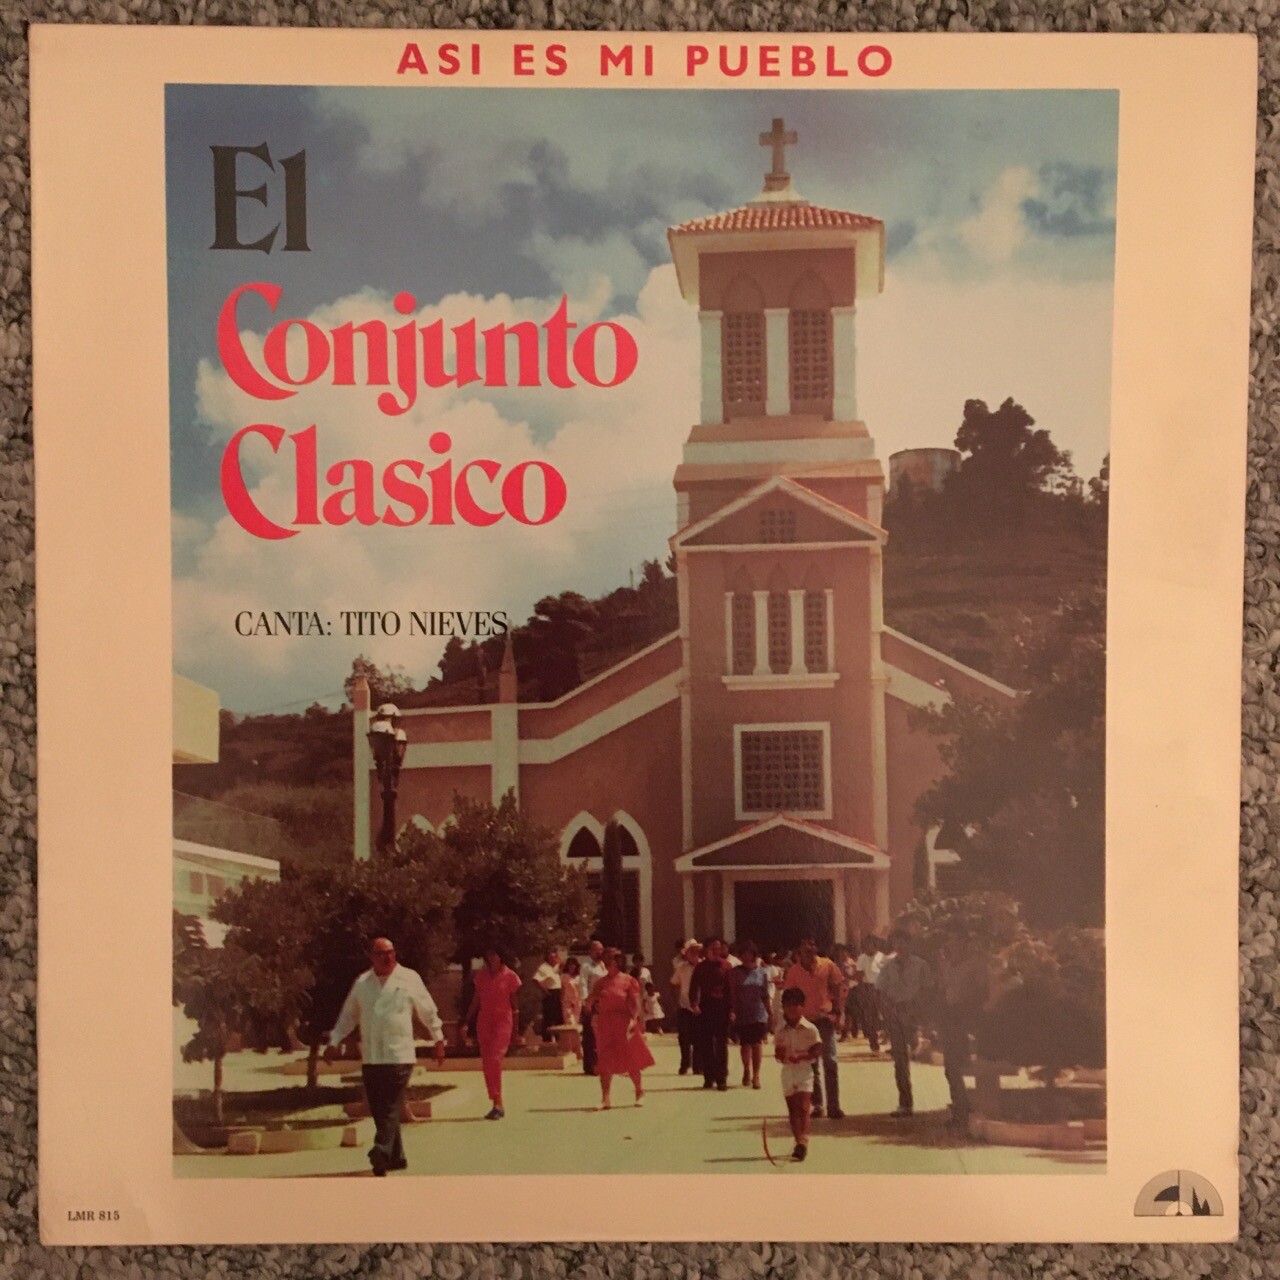 ASI ES MI PUEBLO
El
Conjunto
Clasico
CANTA: TITO NIEVES
LMR 815